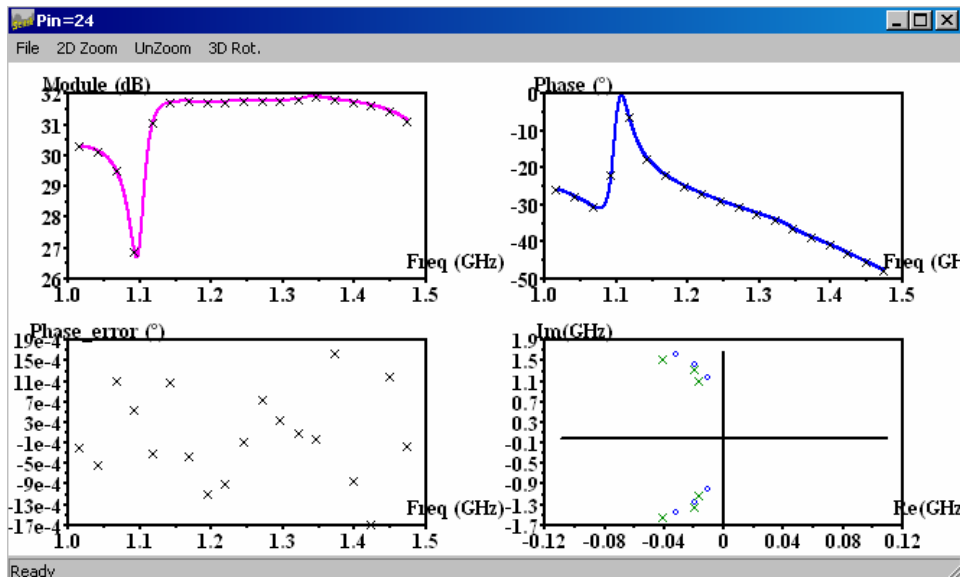 Pin=24
File 2D Zoom UnZoom 3D Rot.
Module (dB)
32
31
30
29
28
27
26
Freq (GHz)
1.0 1.1 1.2 1.3 1.4 1.5
Phase (°)
0
-10
-20
-30
-40
-50
Freq (GH
1.0 1.1 1.2 1.3 1.4 1.5
Phase_error (°)
19e-4
15e-4
11e-4
7e-4
3e-4
-1e-4
-5e-4
-9e-4
-13e-4
-17e-4
Freq (GHz)
1.0 1.1 1.2 1.3 1.4 1.5
Im(GHz)
1.9
1.5
1.1
0.7
0.3
-0.1
-0.5
-0.9
-1.3
-1.7
Re(GHz
-0.12 -0.08 -0.04 0 0.04 0.08 0.12
Ready